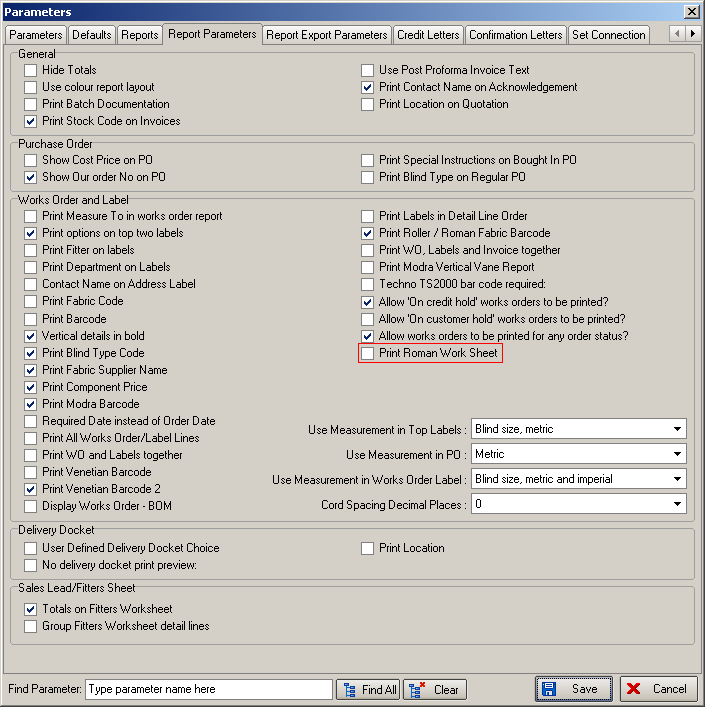 Parameters
Parameters Defaults Reports Report Parameters Report Export Parameters Credit Letters Confirmation Letters Set Connection
General
Hide Totals
Use colour report layout
Print Batch Documentation
Print Stock Code on Invoices
Use Post Proforma Invoice Text
Print Contact Name on Acknowledgement
Print Location on Quotation
Purchase Order
Show Cost Price on PO
Show Our order No on PO
Print Special Instructions on Bought In PO
Print Blind Type on Regular PO
Works Order and Label
Print Measure To in works order report
Print options on top two labels
Print Fitter on labels
Print Department on Labels
Contact Name on Address Label
Print Fabric Code
Print Barcode
Vertical details in bold
Print Blind Type Code
Print Fabric Supplier Name
Print Component Price
Print Modra Barcode
Required Date instead of Order Date
Print All Works Order/Label Lines
Print WO and Labels together
Print Venetian Barcode
Print Venetian Barcode 2
Display Works Order - BOM
Print Labels in Detail Line Order
Print Roller / Roman Fabric Barcode
Print WO, Labels and Invoice together
Print Modra Vertical Vane Report
Techno TS2000 bar code required:
Allow 'On credit hold' works orders to be printed?
Allow 'On customer hold' works orders to be printed?
Allow works orders to be printed for any order status?
Print Roman Work Sheet
Use Measurement in Top Labels : Blind size, metric
Use Measurement in PO : Metric
Use Measurement in Works Order Label : Blind size, metric and imperial
Cord Spacing Decimal Places : 0
Delivery Docket
User Defined Delivery Docket Choice
No delivery docket print preview:
Print Location
Sales Lead/Fitters Sheet
Totals on Fitters Worksheet
Group Fitters Worksheet detail lines
Find Parameter: Type parameter name here Find All Clear Save Cancel